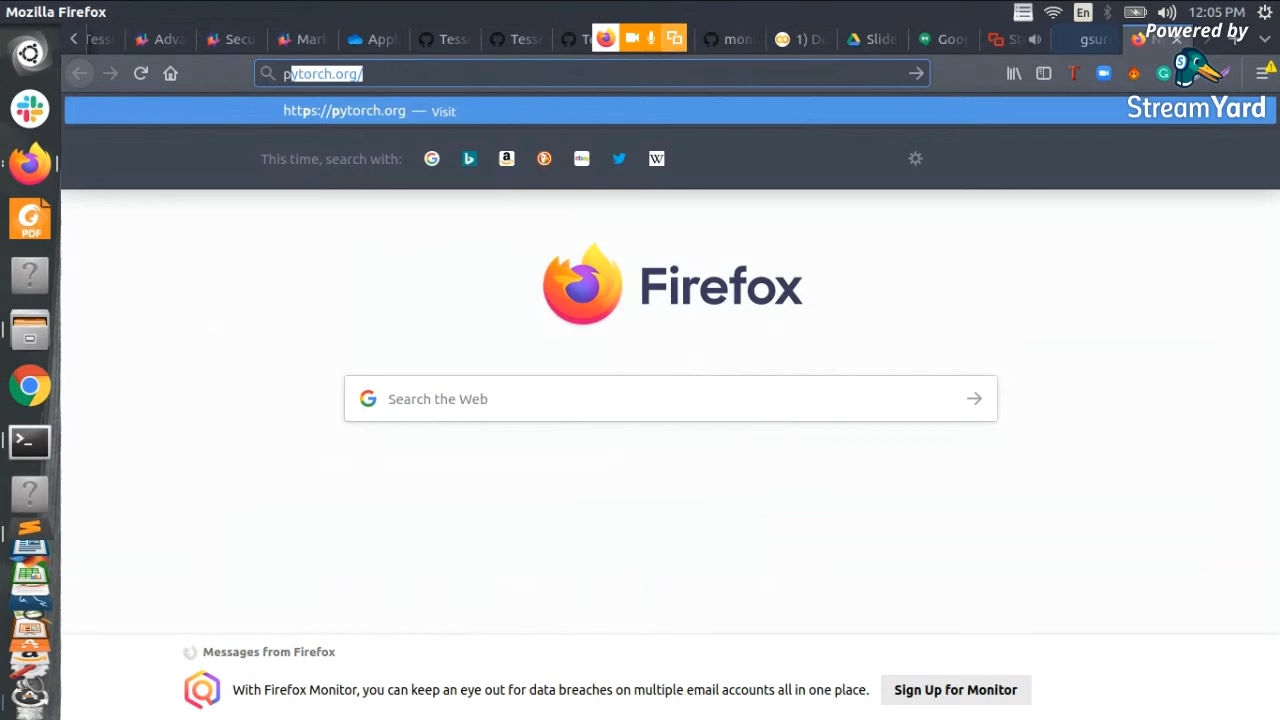 Mozilla Firefox
En
12:05 PM
Powered by
Adva
Secu
Mark
Appl
Tess
Tess
mon
1) D
Slide
Goo
gsur
pytorch.org/
StreamYard
https://pytorch.org — Visit
This time, search with:
ebay
W
PDF
Firefox
Search the Web
Messages from Firefox
With Firefox Monitor, you can keep an eye out for data breaches on multiple email accounts all in one place.
Sign Up for Monitor